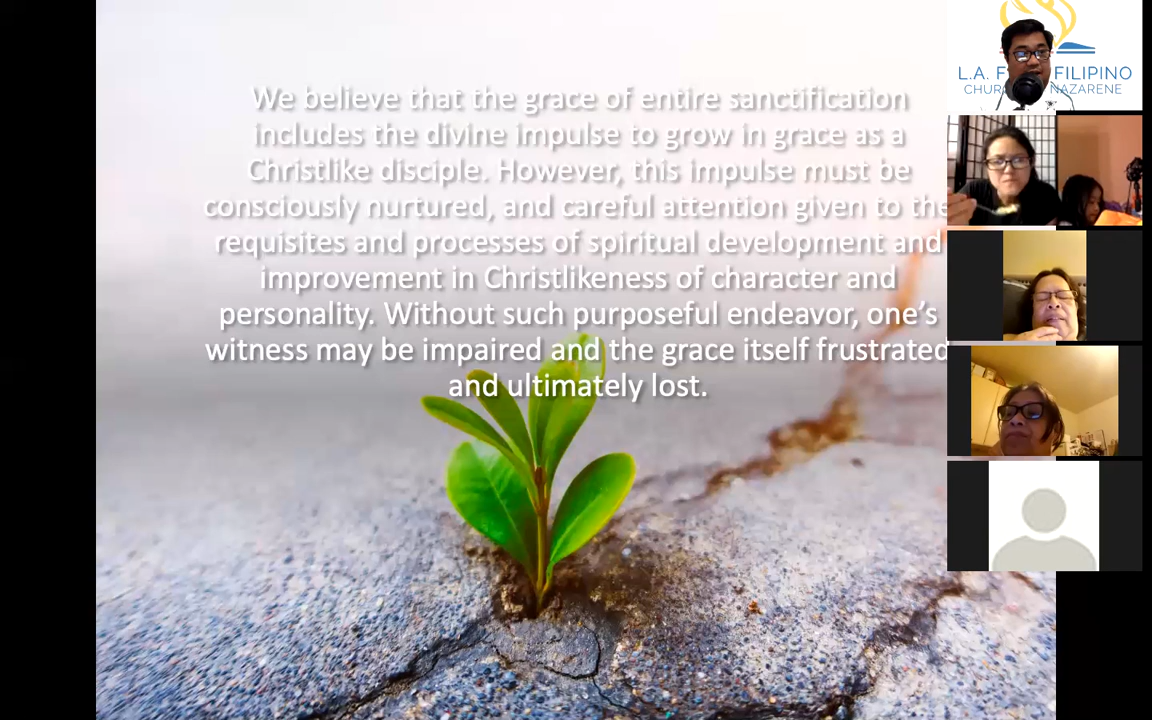 We believe that the grace of entire sanctification
includes the divine impulse to grow in grace as a
Christlike disciple. However, this impulse must be
consciously nurtured, and careful attention given to the
requisites and processes of spiritual development and
improvement in Christlikeness of character and
personality. Without such purposeful endeavor, one’s
witness may be impaired and the grace itself frustrated
and ultimately lost.
L.A. F FILIPINO
CHUR NAZARENE